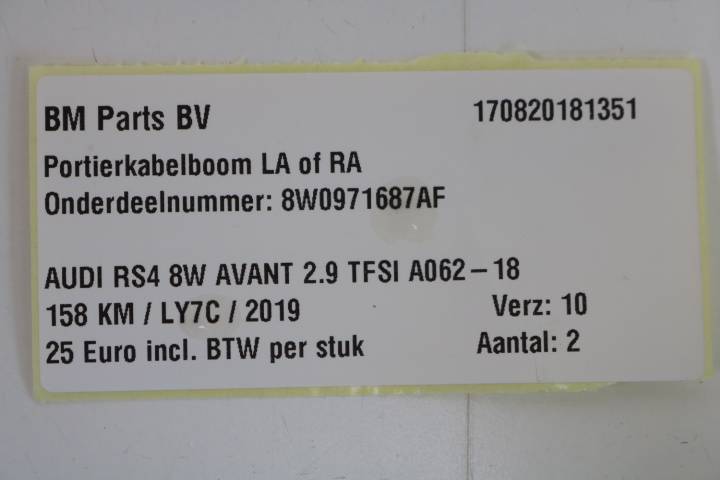 BM Parts BV 170820181351
Portierkabelboom LA of RA
Onderdeelnummer: 8W0971687AF
AUDI RS4 8W AVANT 2.9 TFSI A062-18
158 KM / LY7C / 2019 Verz: 10
25 Euro incl. BTW per stuk Aantal: 2